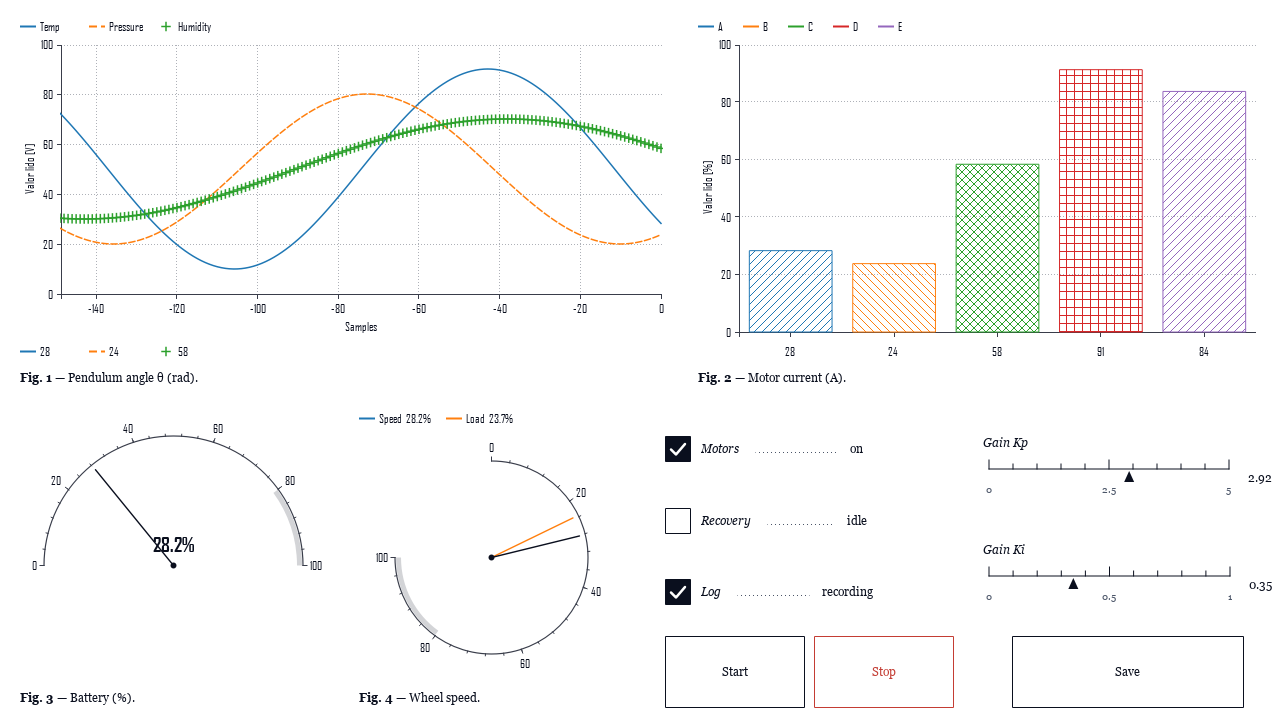 Temp Pressure Humidity
100
80
60
40
20
0
Valor lido [V]
-140 -120 -100 -80 -60 -40 -20 0
Samples
28 24 58
Fig. 1 — Pendulum angle θ (rad).
A B C D E
100
80
60
40
20
0
Valor lido [%]
28 24 58 91 84
Fig. 2 — Motor current (A).
0 20 40 60 80 100
28.2%
Fig. 3 — Battery (%).
Speed 28.2% Load 23.7%
0 20 40 60 80 100
Fig. 4 — Wheel speed.
Motors on
Recovery idle
Log recording
Gain Kp
0 2.5 5
2.92
Gain Ki
0 0.5 1
0.35
Start Stop Save